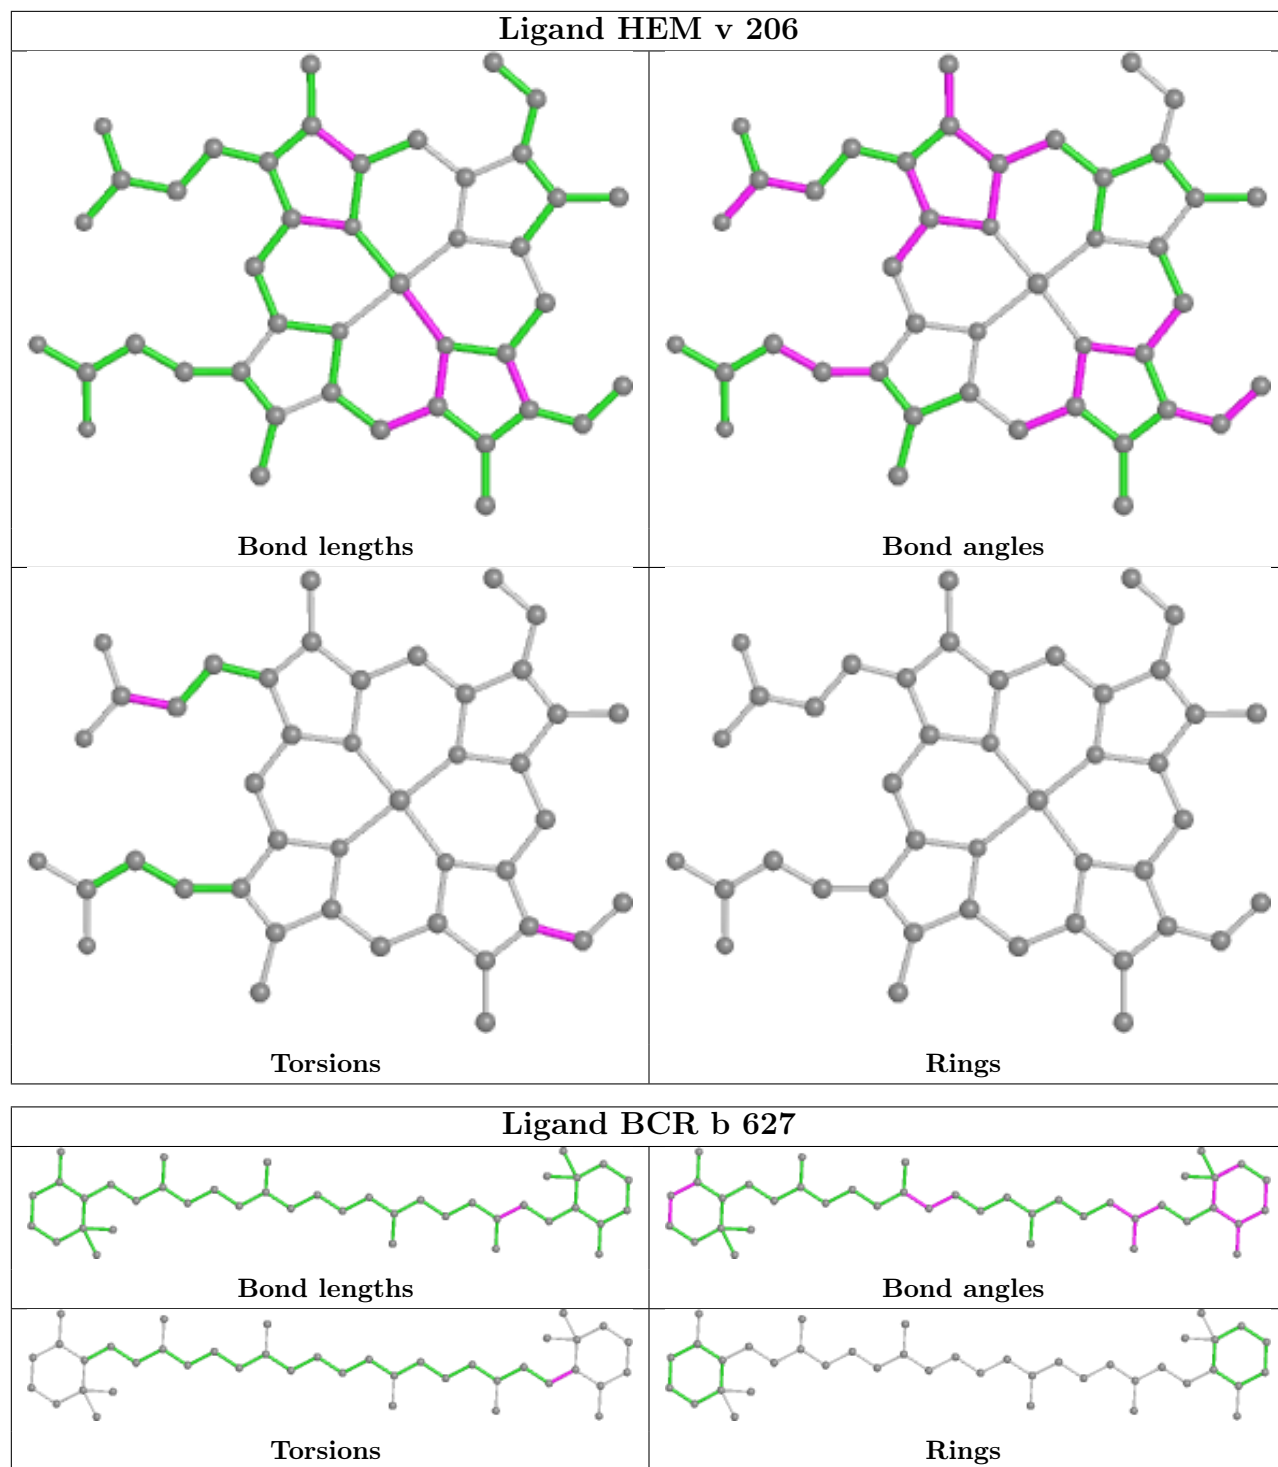 Ligand HEM v 206
Bond lengths
Bond angles
Torsions
Rings
Ligand BCR b 627
Bond lengths
Bond angles
Torsions
Rings